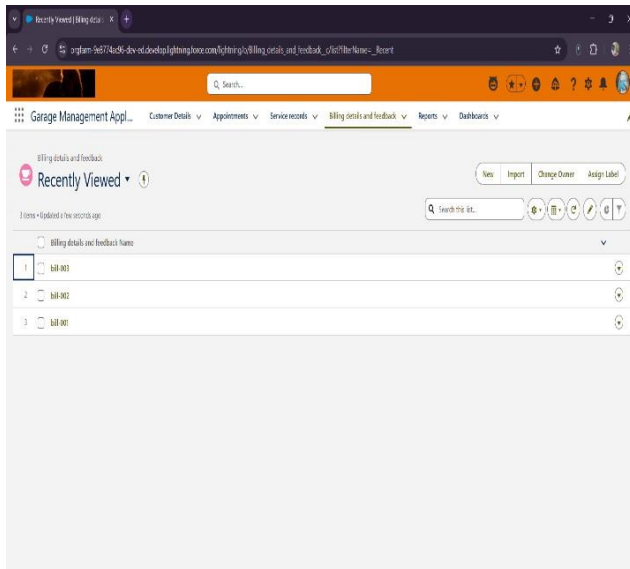 Recently Viewed | Billing detai
orgfarm-9e8774ac96-dev-ed.develop.lightning.force.com/lightning/o/Billing_details_and_feedback__c/list?filterName=__Recent
Search...
Garage Management Appl... Customer Details Appointments Service records Billing details and feedback Reports Dashboards
Billing details and feedback
Recently Viewed
New Import Change Owner Assign Label
3 items • Updated a few seconds ago
Search this list...
Billing details and feedback Name
1 bill-003
2 bill-002
3 bill-001